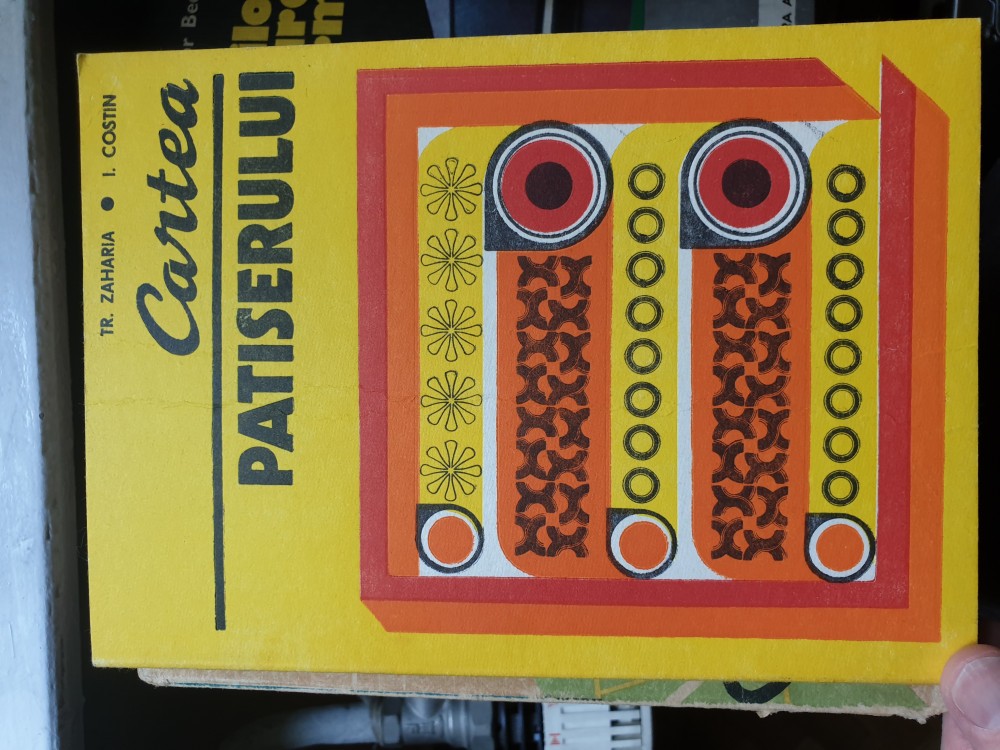 TR. ZAHARIA ● I. COSTIN
Cartea
PATISERULUI